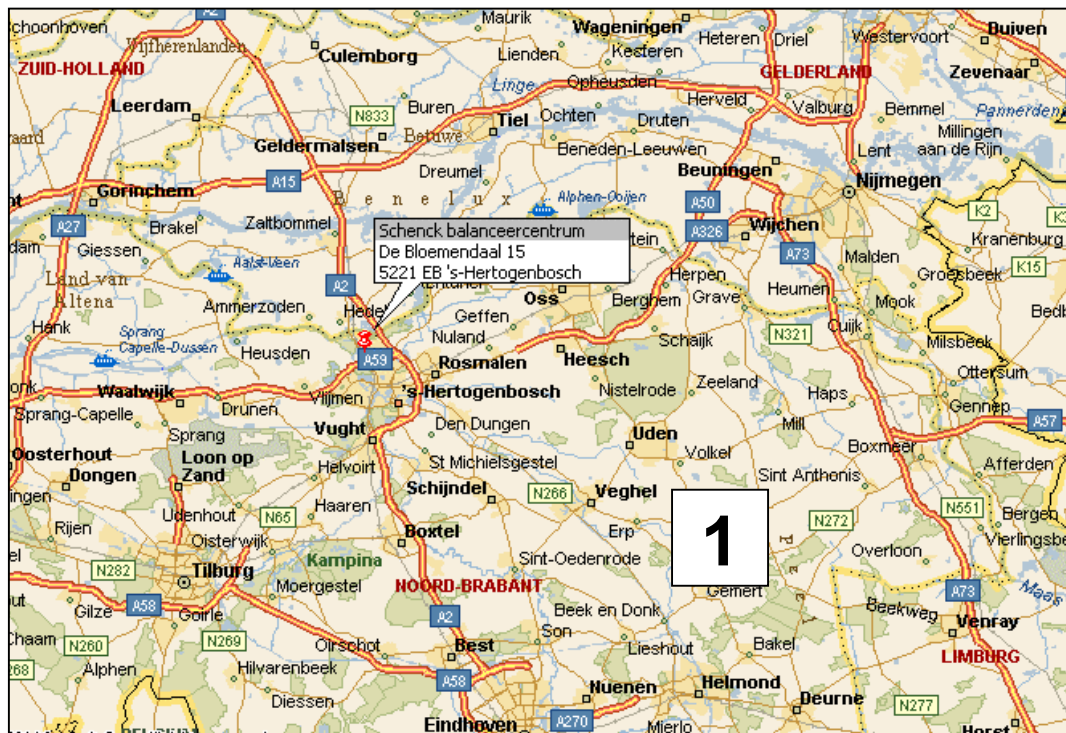 A2
Schoonhoven
Vijfherenlanden
Culemborg
Maurik
Lienden
Wageningen
Kesteren
Heteren
Driel
Westervoort
Buiven
ZUID-HOLLAND
GELDERLAND
Zevenaar
Leerdam
N833
Buren
Linge
Opheusden
Herveld
Valburg
Bemmel
Pannerden
Betuwe
Tiel
Ochten
Druten
Millingen
aan de Rijn
Geldermalsen
Beneden-Leeuwen
Lent
Dreumel
Beuningen
A15
Gorinchem
Benelux
Alphen-Ooijen
Nijmegen
A27
Brakel
Zaltbommel
A50
Wijchen
K2
A326
Giessen
Schenck balanceercentrum
De Bloemendaal 15
5221 EB 's-Hertogenbosch
A73
Kranenburg
Aalst-Veen
Malden
K15
Groesbeek
Land van
Altena
A2
Herpen
Heumen
Ammerzoden
Hedel
Oss
Berghem
Grave
Mook
Geffen
Cuijk
Henk
Sprang
Capelle-Dussen
Heusden
Nuland
N321
Milsbeek
A59
Rosmalen
Heesch
Schaijk
Ottersum
Waalwijk
Vlijmen
's-Hertogenbosch
Nistelrode
Zeeland
Haps
Gennep
Sprang-Capelle
Drunen
A57
Vught
Den Dungen
Mill
Sprang
Uden
Boxmeer
Oosterhout
Loon op
Zand
Helvoirt
St Michielsgestel
Volkel
Sint Anthonis
Afferden
Dongen
Schijndel
N266
Veghel
1
N551
Haaren
Udenhout
N65
Bergen
Rijen
Erp
N272
Oisterwijk
Boxtel
Overloon
Kampina
Sint-Oedenrode
N282
Tilburg
Moergestel
NOORD-BRABANT
Gemert
Maas
A58
Gilze
Goirle
A2
Beek en Donk
Beekweg
A73
Chaam
N260
N269
Oirschot
Son
Venray
Best
Lieshout
Bakel
268
Alphen
Hilvarenbeek
LIMBURG
A58
Diessen
Nuenen
Helmond
Deurne
N277
Eindhoven
A270
Mierlo
Horst